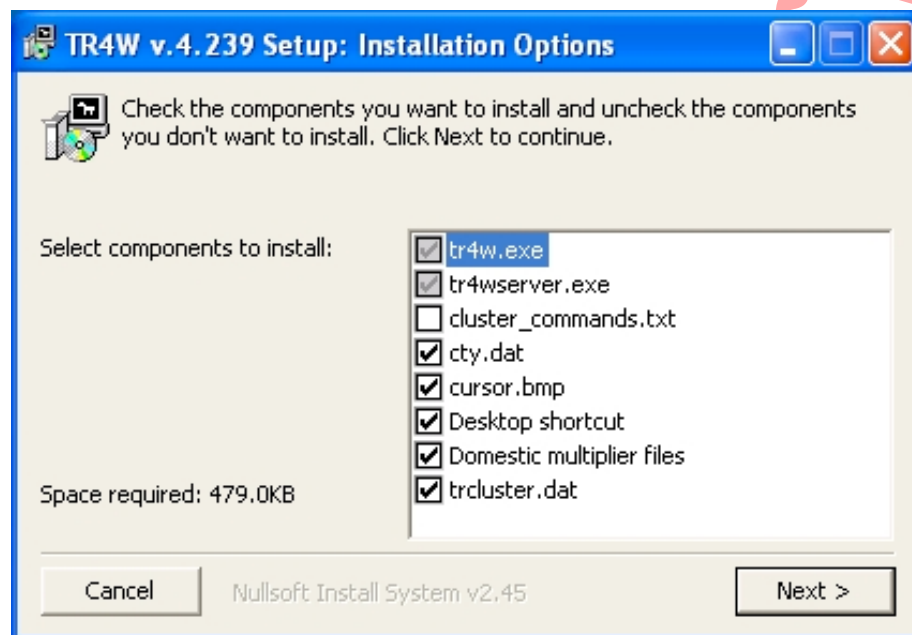 TR4W v.4.239 Setup: Installation Options
Check the components you want to install and uncheck the components
you don't want to install. Click Next to continue.
Select components to install:
tr4w.exe
tr4wserver.exe
cluster_commands.txt
cty.dat
cursor.bmp
Desktop shortcut
Domestic multiplier files
trcluster.dat
Space required: 479.0KB
Cancel
Nullsoft Install System v2.45
Next >